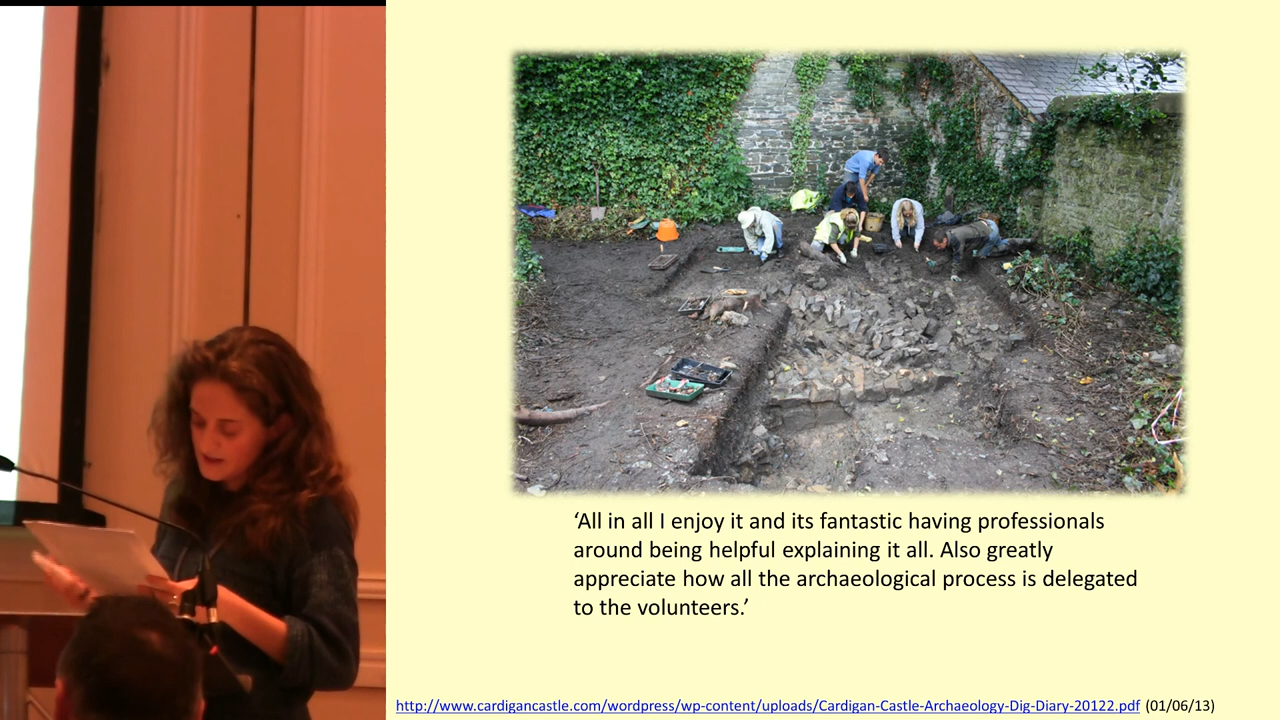 ‘All in all I enjoy it and its fantastic having professionals
around being helpful explaining it all. Also greatly
appreciate how all the archaeological process is delegated
to the volunteers.’
http://www.cardigancastle.com/wordpress/wp-content/uploads/Cardigan-Castle-Archaeology-Dig-Diary-20122.pdf (01/06/13)